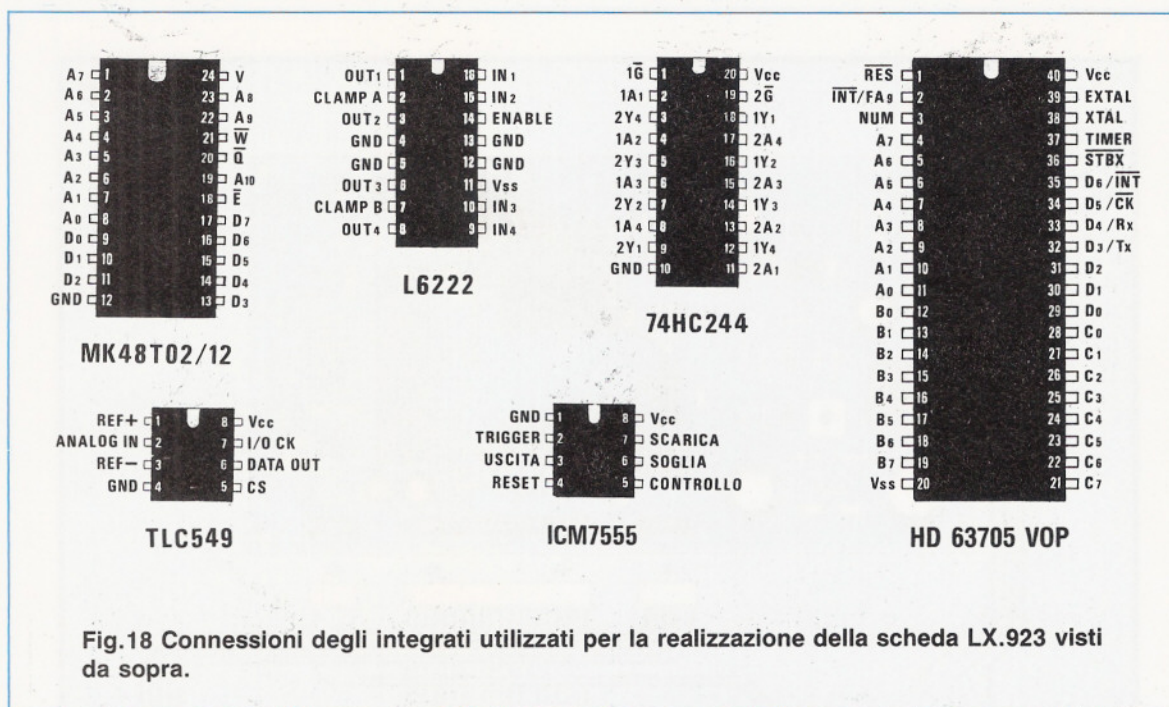 A7 1 24 V
A6 2 23 A8
A5 3 22 A9
A4 4 21 W̅
A3 5 20 Q̅
A2 6 19 A10
A1 7 18 E̅
A0 8 17 D7
D0 9 16 D6
D1 10 15 D5
D2 11 14 D4
GND 12 13 D3
MK48T02/12
OUT1 1 16 IN1
CLAMP A 2 15 IN2
OUT2 3 14 ENABLE
GND 4 13 GND
GND 5 12 GND
OUT3 6 11 Vss
CLAMP B 7 10 IN3
OUT4 8 9 IN4
L6222
1G̅ 1 20 Vcc
1A1 2 19 2G̅
2Y4 3 18 1Y1
1A2 4 17 2A4
2Y3 5 16 1Y2
1A3 6 15 2A3
2Y2 7 14 1Y3
1A4 8 13 2A2
2Y1 9 12 1Y4
GND 10 11 2A1
74HC244
R̅E̅S̅ 1 40 Vcc
I̅N̅T̅/FA9 2 39 EXTAL
NUM 3 38 XTAL
A7 4 37 TIMER
A6 5 36 S̅T̅B̅X̅
A5 6 35 D6/I̅N̅T̅
A4 7 34 D5/C̅K̅
A3 8 33 D4/Rx
A2 9 32 D3/Tx
A1 10 31 D2
A0 11 30 D1
B0 12 29 D0
B1 13 28 C0
B2 14 27 C1
B3 15 26 C2
B4 16 25 C3
B5 17 24 C4
B6 18 23 C5
B7 19 22 C6
Vss 20 21 C7
HD 63705 VOP
REF+ 1 8 Vcc
ANALOG IN 2 7 I/O CK
REF− 3 6 DATA OUT
GND 4 5 CS
TLC549
GND 1 8 Vcc
TRIGGER 2 7 SCARICA
USCITA 3 6 SOGLIA
RESET 4 5 CONTROLLO
ICM7555
Fig.18 Connessioni degli integrati utilizzati per la realizzazione della scheda LX.923 visti
da sopra.